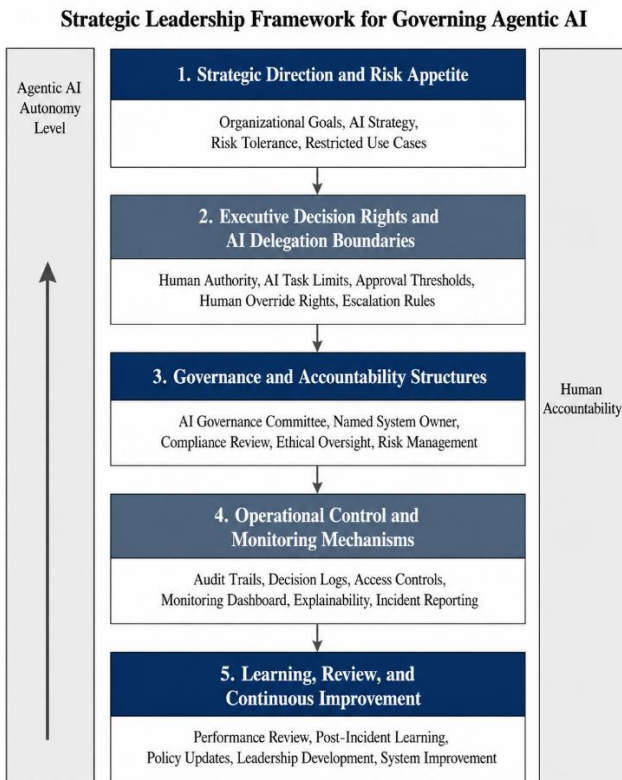 Strategic Leadership Framework for Governing Agentic AI
Agentic AI
Autonomy
Level
1. Strategic Direction and Risk Appetite
Organizational Goals, AI Strategy,
Risk Tolerance, Restricted Use Cases
2. Executive Decision Rights and
AI Delegation Boundaries
Human Authority, AI Task Limits, Approval Thresholds,
Human Override Rights, Escalation Rules
3. Governance and Accountability Structures
AI Governance Committee, Named System Owner,
Compliance Review, Ethical Oversight, Risk Management
Human
Accountability
4. Operational Control and
Monitoring Mechanisms
Audit Trails, Decision Logs, Access Controls,
Monitoring Dashboard, Explainability, Incident Reporting
5. Learning, Review, and
Continuous Improvement
Performance Review, Post-Incident Learning,
Policy Updates, Leadership Development, System Improvement